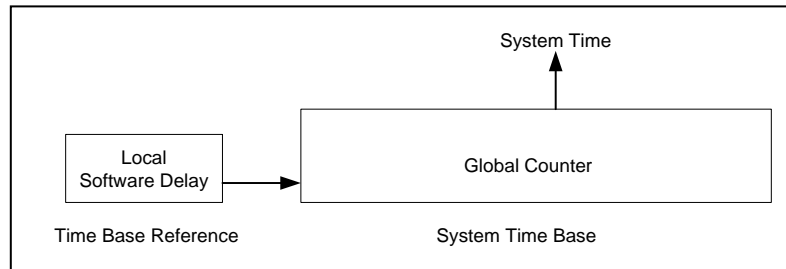 System Time
Local
Software Delay
Global Counter
Time Base Reference
System Time Base